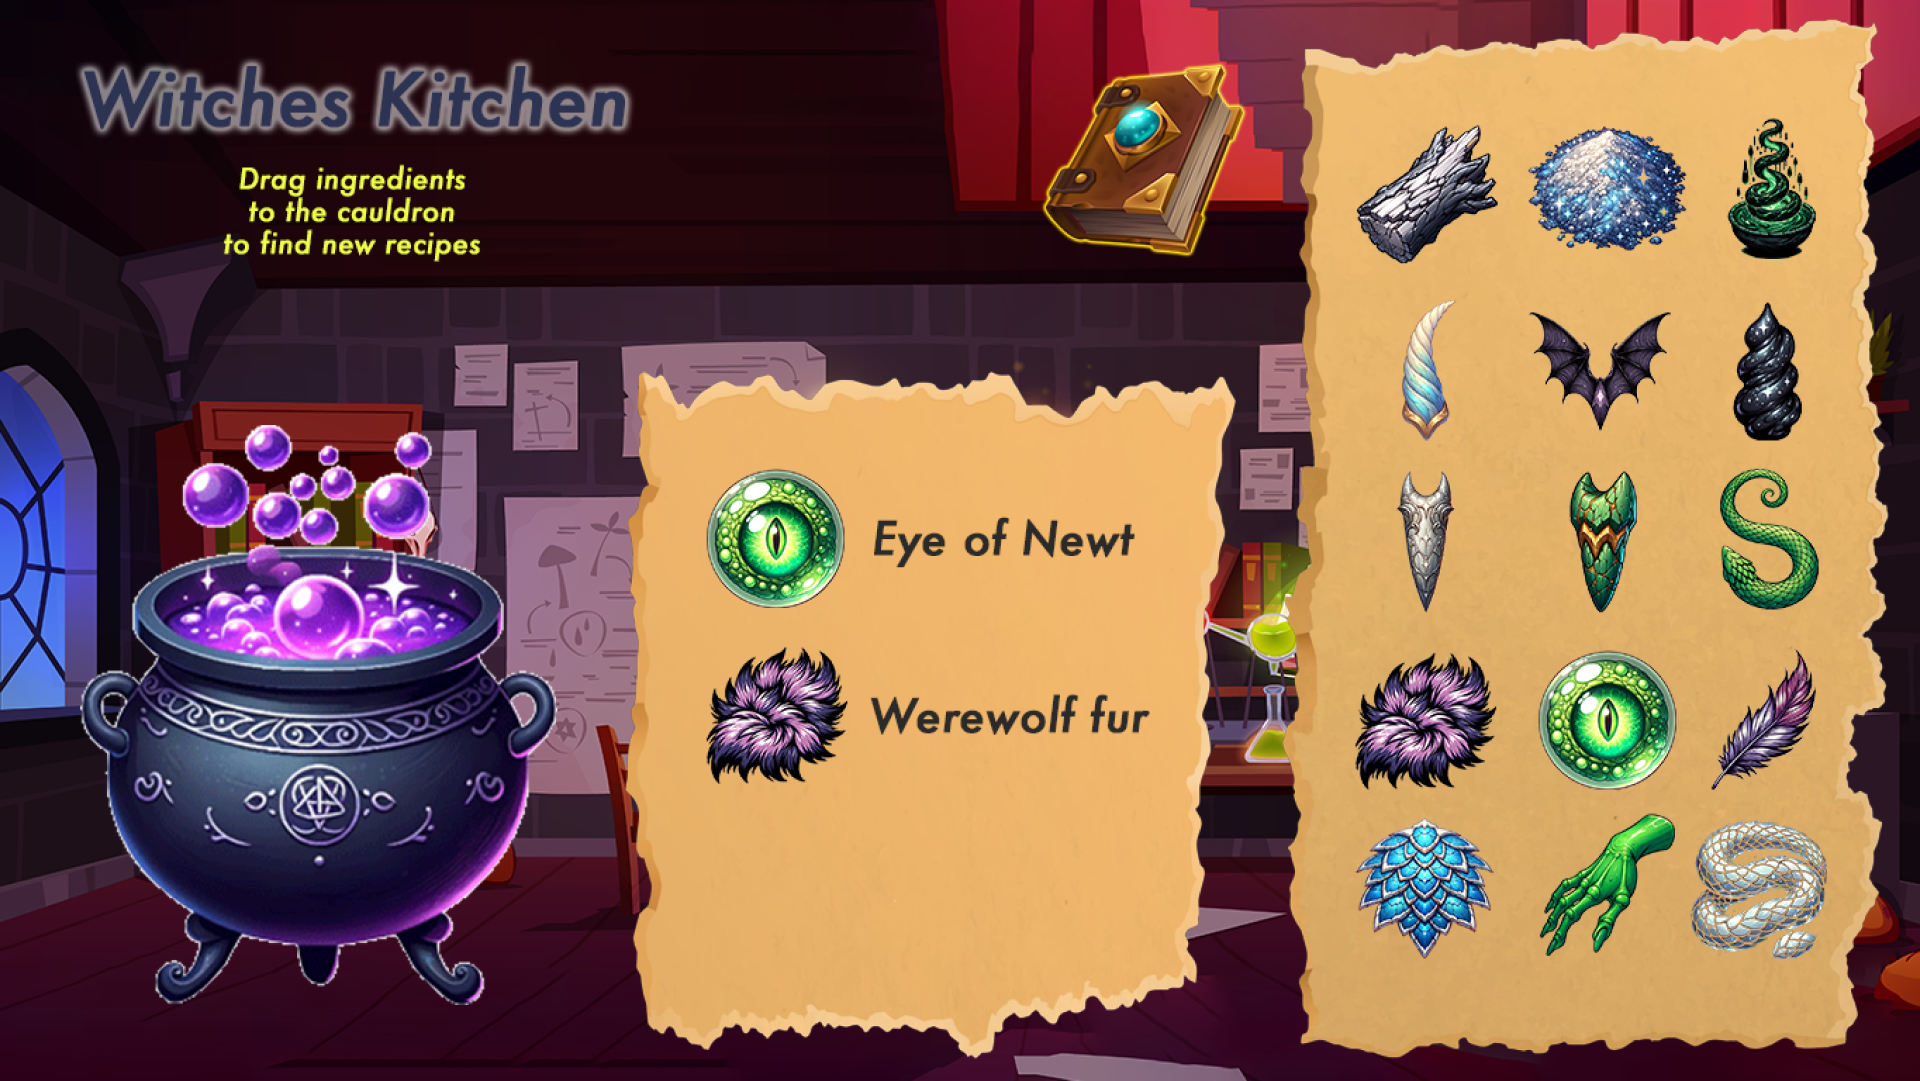 Witches Kitchen
Drag ingredients
to the cauldron
to find new recipes
Eye of Newt
Werewolf fur